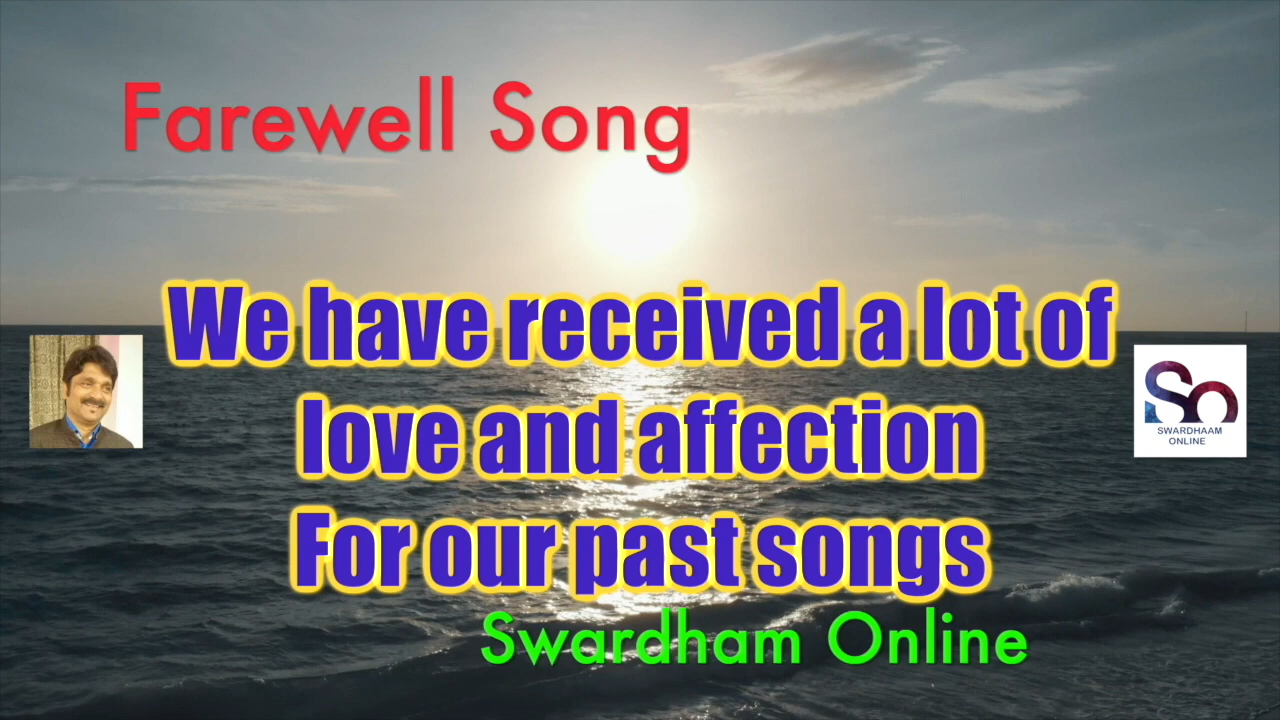 Farewell Song
We have received a lot of
love and affection
For our past songs
Swardham Online
SWARDHAAM
ONLINE